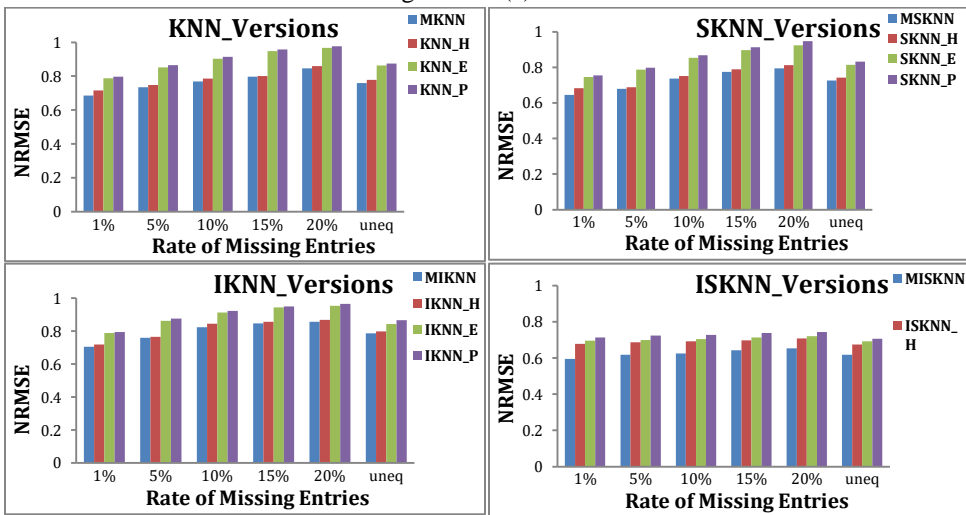 KNN_Versions
MKNN
KNN_H
KNN_E
KNN_P
NRMSE
1
0.8
0.6
0.4
0.2
0
1% 5% 10% 15% 20% uneq
Rate of Missing Entries
SKNN_Versions
MSKNN
SKNN_H
SKNN_E
SKNN_P
NRMSE
1
0.8
0.6
0.4
0.2
0
1% 5% 10% 15% 20% uneq
Rate of Missing Entries
IKNN_Versions
MIKNN
IKNN_H
IKNN_E
IKNN_P
NRMSE
1
0.8
0.6
0.4
0.2
0
1% 5% 10% 15% 20% uneq
Rate of Missing Entries
ISKNN_Versions
MISKNN
ISKNN_
H
NRMSE
1
0.8
0.6
0.4
0.2
0
1% 5% 10% 15% 20% uneq
Rate of Missing Entries